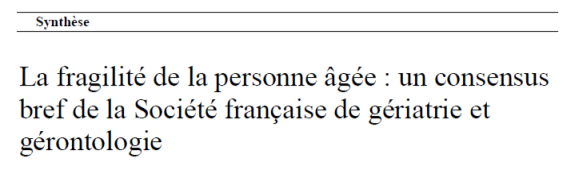 Synthèse
La fragilité de la personne âgée : un consensus
bref de la Société française de gériatrie et
gérontologie